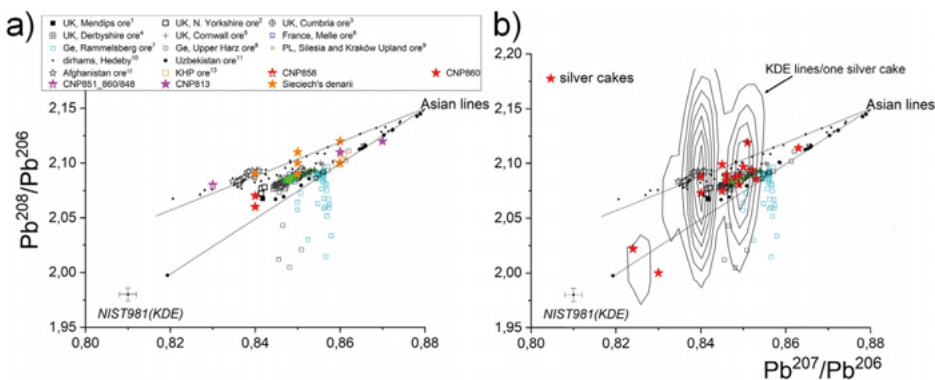 a)
■ UK, Mendips ore¹ □ UK, N. Yorkshire ore² ⊕ UK, Cumbria ore³
⊞ UK, Derbyshire ore⁴ ⊞ UK, Cornwall ore⁵ □ France, Melle ore⁶
□ Ge, Rammelsberg ore⁷ □ Ge, Upper Harz ore⁸ ▫ PL, Silesia and Kraków Upland ore⁹
· dirhams, Hedeby¹⁰ • Uzbekistan ore¹¹
☆ Afghanistan ore¹² □ KHP ore¹³ ★ CNP858 ★ CNP860
☆ CNP851_860/848 ★ CNP813 ★ Sieciech's denarii
Asian lines
Pb²⁰⁸/Pb²⁰⁶
2,15
2,10
2,05
2,00
1,95
NIST981(KDE)
0,80 0,82 0,84 0,86 0,88
b)
2,20
2,15
2,10
2,05
2,00
1,95
★ silver cakes
KDE lines/one silver cake
Asian lines
NIST981(KDE)
0,80 0,82 0,84 0,86 0,88
Pb²⁰⁷/Pb²⁰⁶